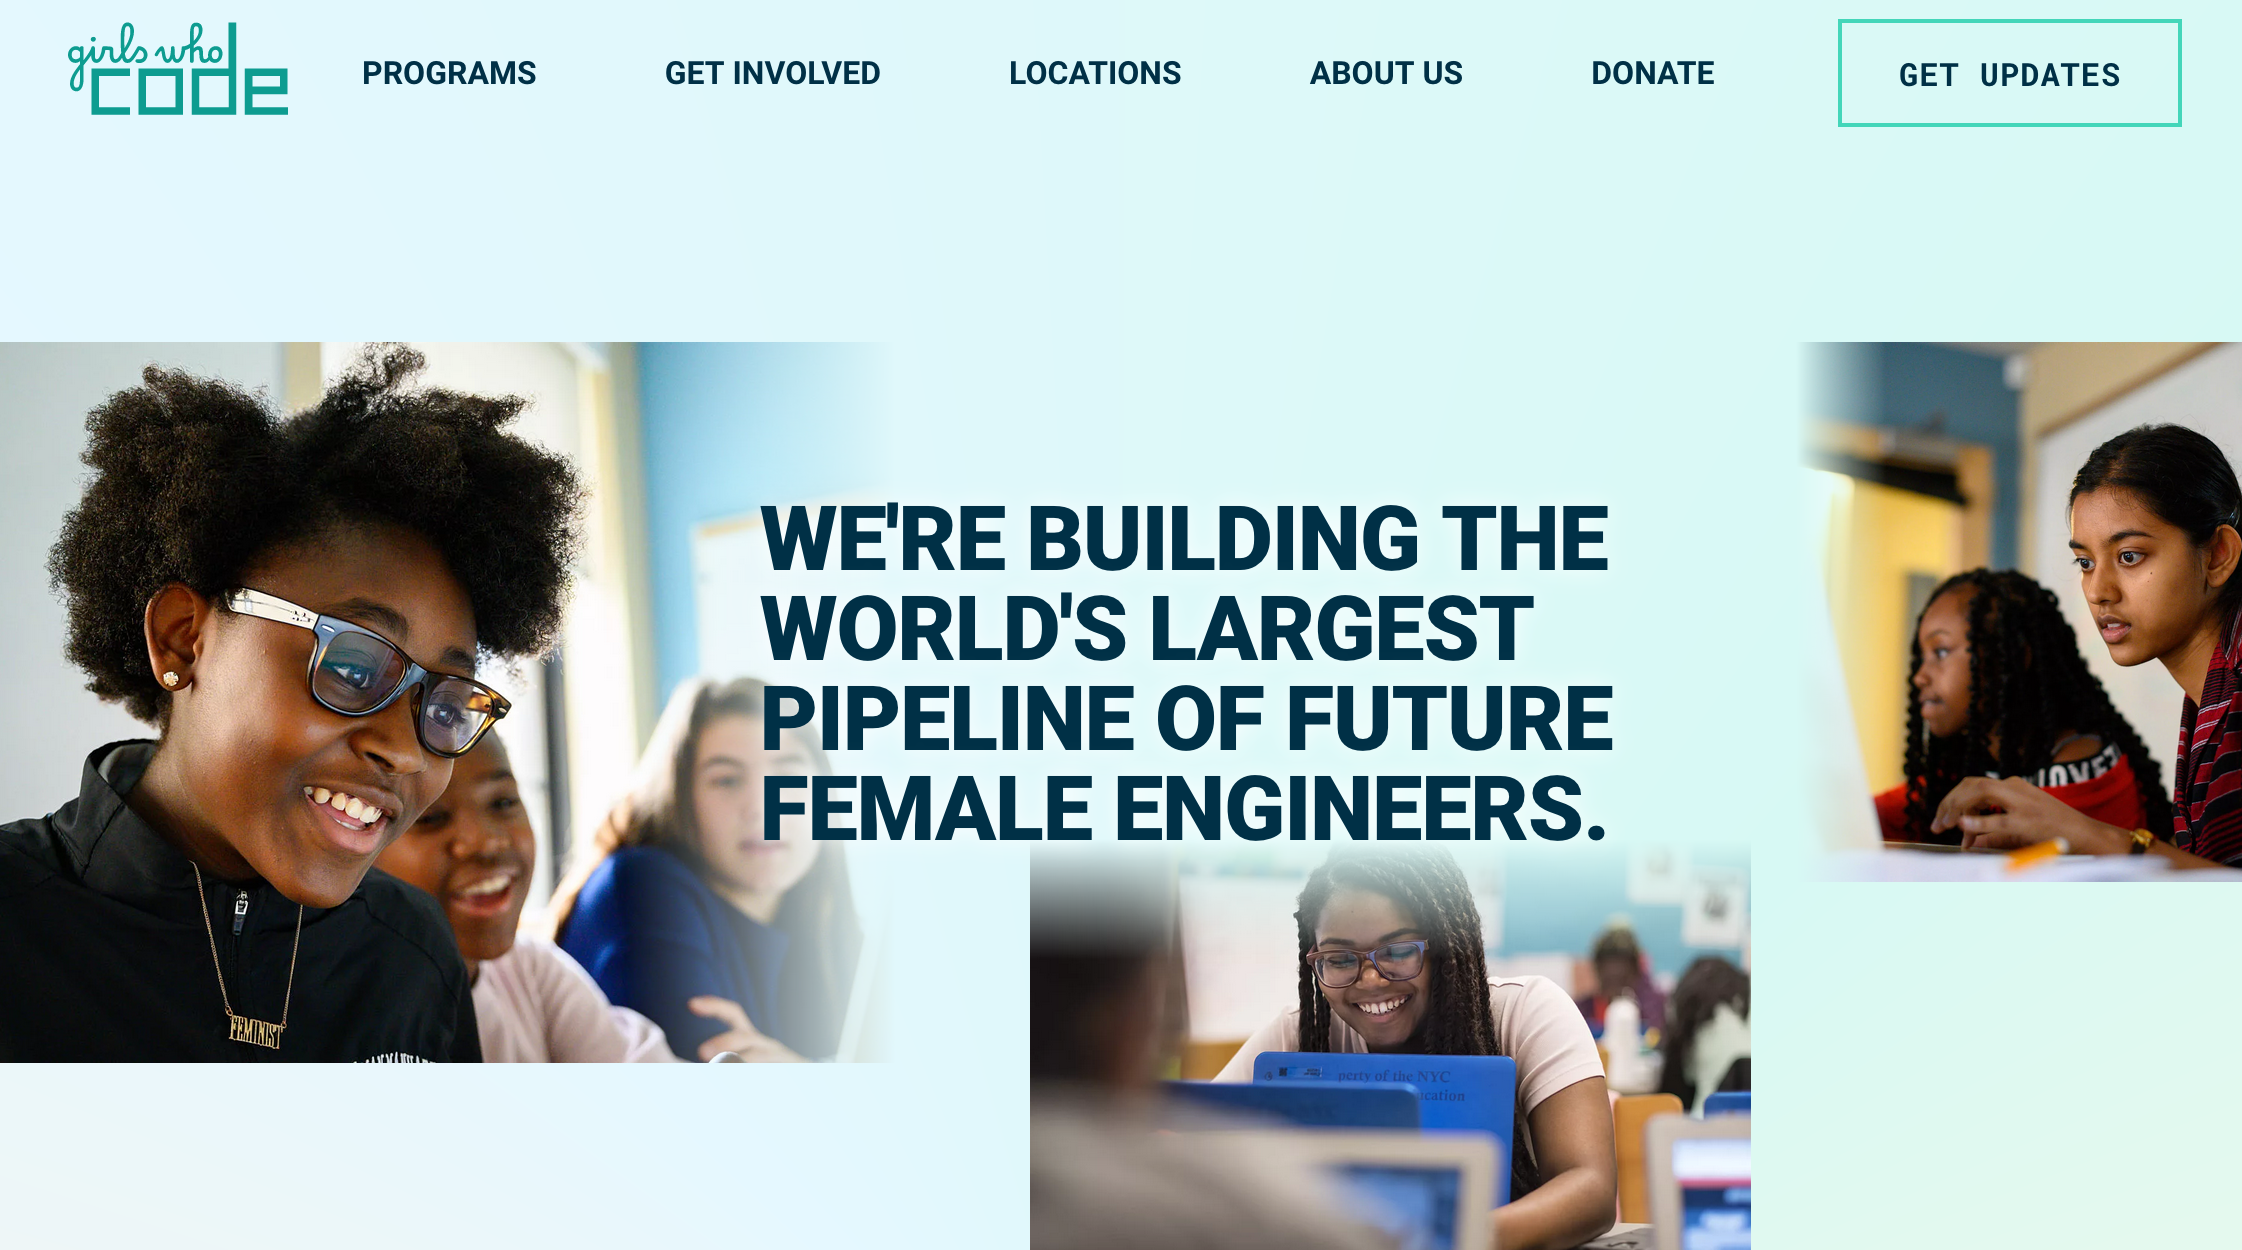 girls who
code
PROGRAMS
GET INVOLVED
LOCATIONS
ABOUT US
DONATE
GET UPDATES
WE'RE BUILDING THE
WORLD'S LARGEST
PIPELINE OF FUTURE
FEMALE ENGINEERS.
FEMINIST
perty of the NYC
ucation